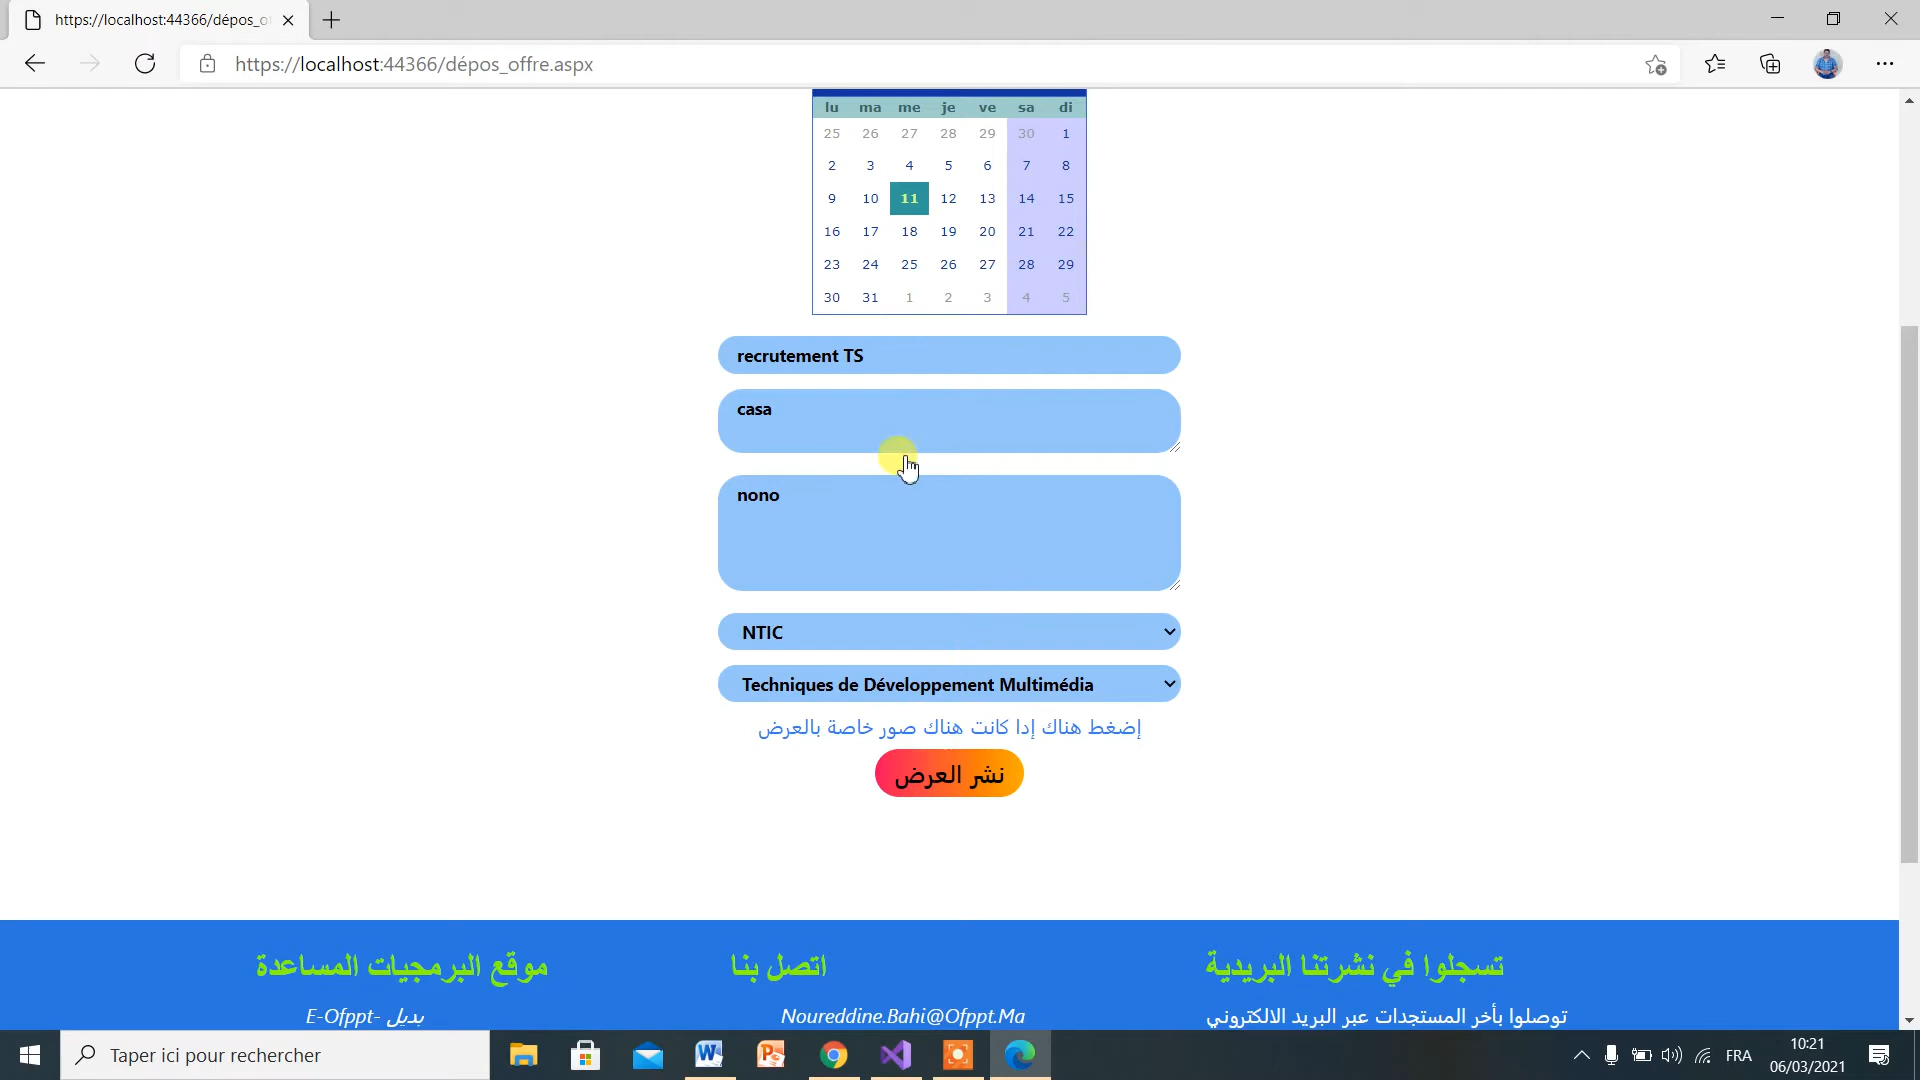 https://localhost:44366/dépos_o
https://localhost:44366/dépos_offre.aspx
lu ma me je ve sa di
25 26 27 28 29 30 1
2 3 4 5 6 7 8
9 10 11 12 13 14 15
16 17 18 19 20 21 22
23 24 25 26 27 28 29
30 31 1 2 3 4 5
recrutement TS
casa
nono
NTIC
Techniques de Développement Multimédia
إضغط هناك إدا كانت هناك صور خاصة بالعرض
نشر العرض
تسجلوا في نشرتنا البريدية
توصلوا بأخر المستجدات عبر البريد الالكتروني
اتصل بنا
Noureddine.Bahi@Ofppt.Ma
موقع البرمجيات المساعدة
E-Ofppt- بديل
Taper ici pour rechercher
FRA
10:21
06/03/2021